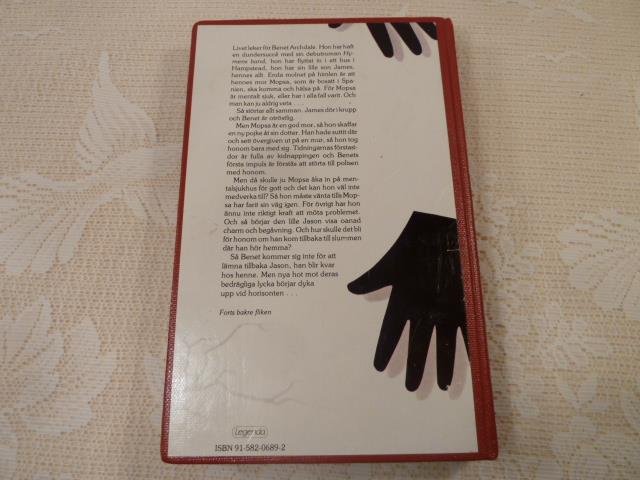 Livet leker för Benet Archdale. Hon har haft
en dundersuccé med sin debutroman Hy-
mens band, hon har flyttat in i ett hus i
Hampstead, hon har sin lille son James,
hennes allt. Enda molnet på himlen är att
hennes mor Mopsa, som är bosatt i Spa-
nien, ska komma och hälsa på. För Mopsa
är mentalt sjuk, eller har i alla fall varit. Och
man kan ju aldrig veta . . .
Så störtar allt samman. James dör i krupp
och Benet är otröstlig.
Men Mopsa är en god mor, så hon skaffar
en ny pojke åt sin dotter. Han hade suttit där
och sett övergiven ut på en mur, så hon tog
honom bara med sig. Tidningarnas förstasi-
dor är fulla av kidnappingen och Benets
första impuls är förstås att störta till polisen
med honom.
Men då skulle ju Mopsa åka in på men-
talsjukhus för gott och det kan hon väl inte
medverka till? Så hon måste vänta tills Mop-
sa har farit sin väg igen. För övrigt har hon
ännu inte riktigt kraft att möta problemet.
Och så börjar den lille Jason visa oanad
charm och begåvning. Och hur skulle det bli
för honom om han kom tillbaka till slummen
där han hör hemma?
Så Benet kommer sig inte för att
lämna tillbaka Jason, han blir kvar
hos henne. Men nya hot mot deras
bedrägliga lycka börjar dyka
upp vid horisonten . . .
Forts bakre fliken
Legenda
ISBN 91-582-0689-2